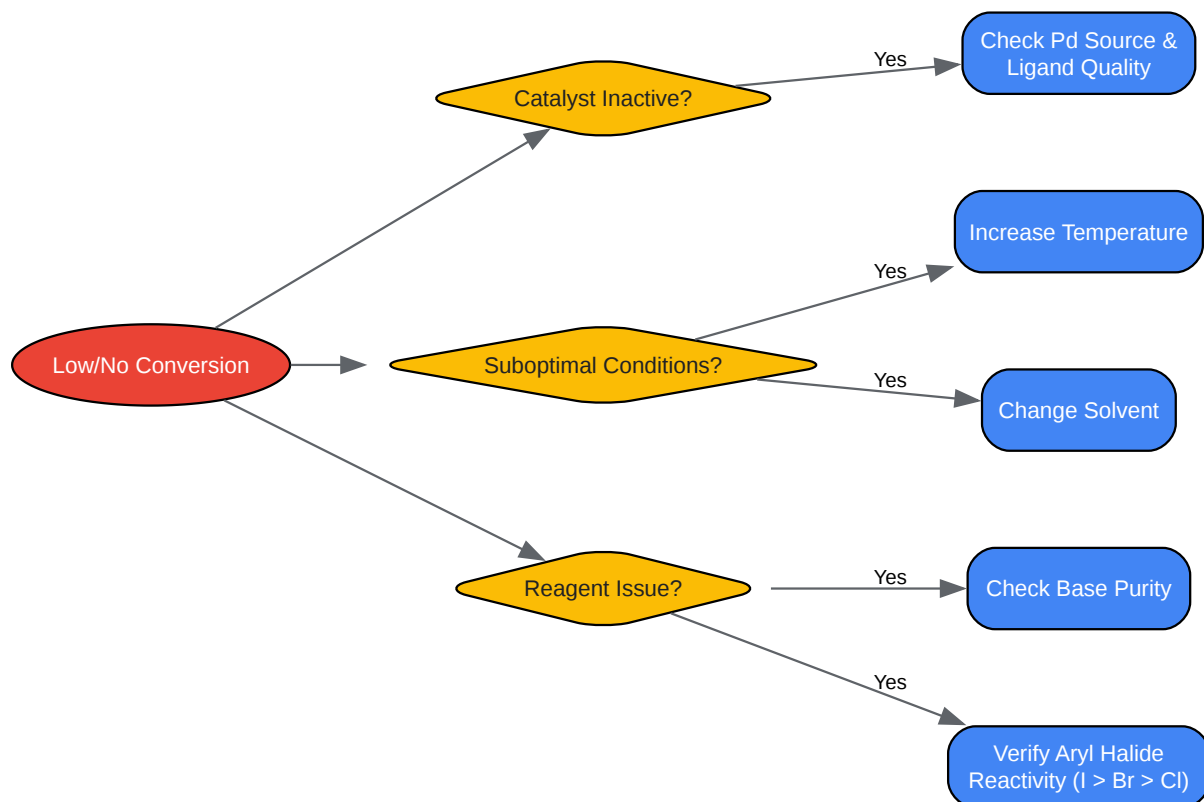 Check Pd Source &
Ligand Quality
Yes
Catalyst Inactive?
Increase Temperature
Yes
Low/No Conversion
Suboptimal Conditions?
Yes
Change Solvent
Reagent Issue?
Yes
Check Base Purity
Yes
Verify Aryl Halide
Reactivity (I > Br > Cl)